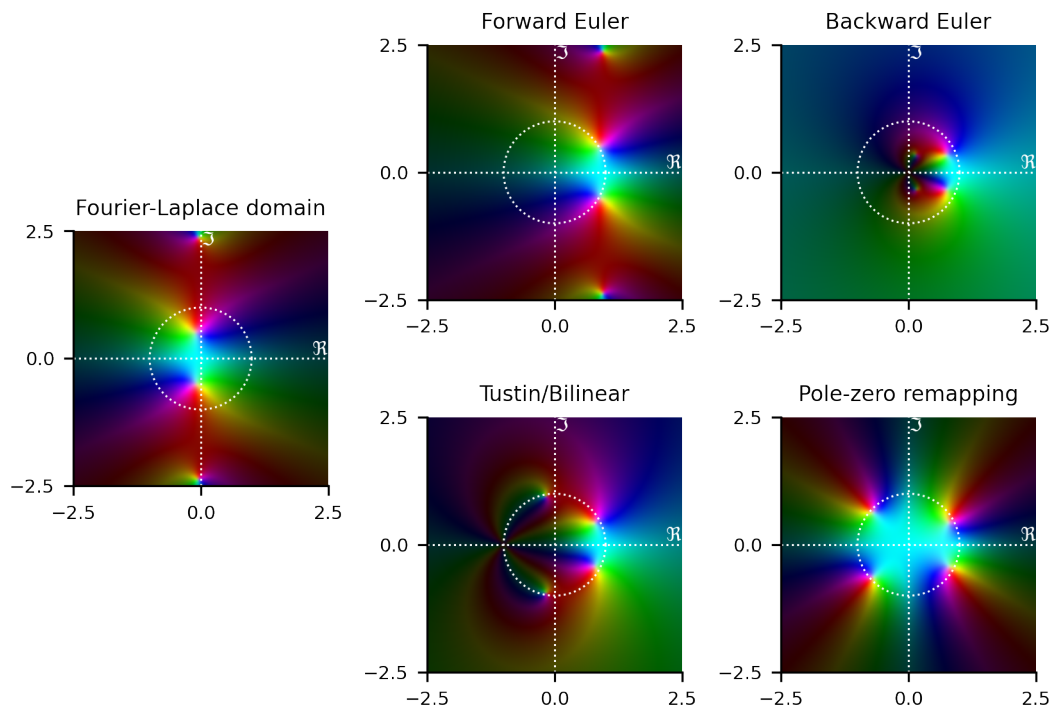 Forward Euler
2.5
ℑ
ℜ
0.0
−2.5
−2.5
0.0
2.5
Backward Euler
2.5
ℑ
ℜ
0.0
−2.5
−2.5
0.0
2.5
Fourier-Laplace domain
2.5
ℑ
ℜ
0.0
−2.5
−2.5
0.0
2.5
Tustin/Bilinear
2.5
ℑ
ℜ
0.0
−2.5
−2.5
0.0
2.5
Pole-zero remapping
2.5
ℑ
ℜ
0.0
−2.5
−2.5
0.0
2.5